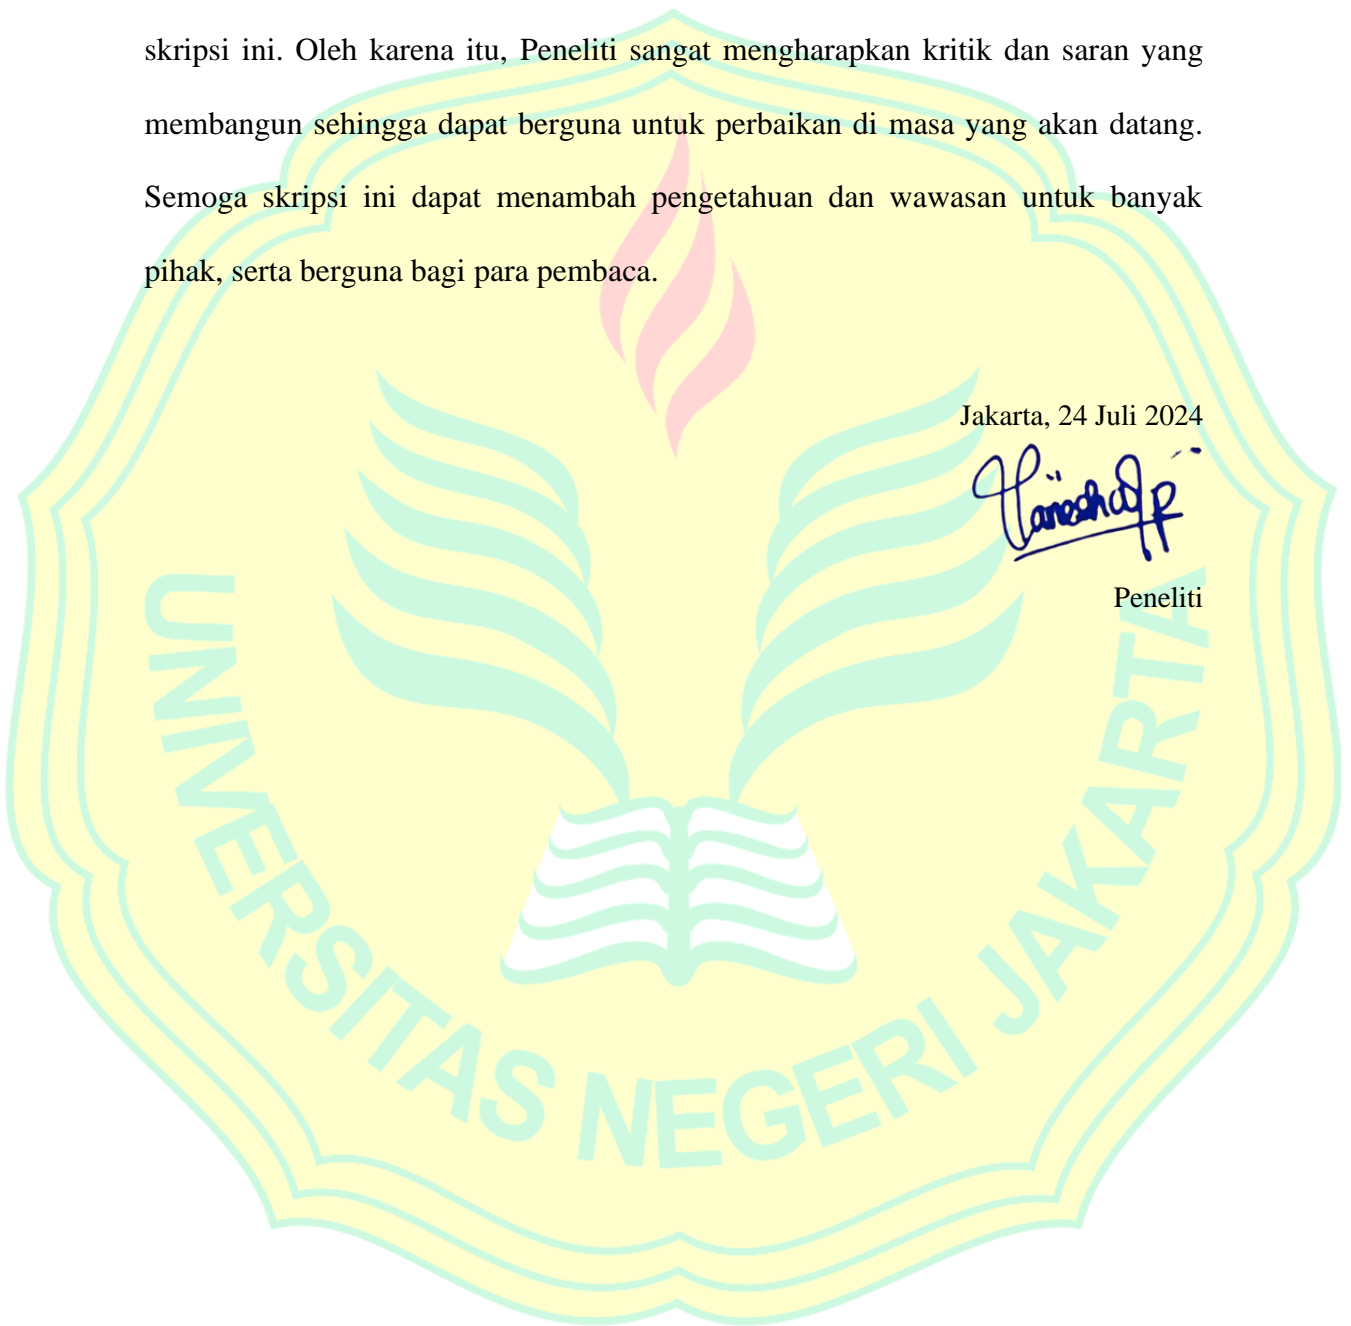 skripsi ini. Oleh karena itu, Peneliti sangat mengharapkan kritik dan saran yang
membangun sehingga dapat berguna untuk perbaikan di masa yang akan datang.
Semoga skripsi ini dapat menambah pengetahuan dan wawasan untuk banyak
pihak, serta berguna bagi para pembaca.
Jakarta, 24 Juli 2024
Peneliti
UNIVERSITAS NEGERI JAKARTA